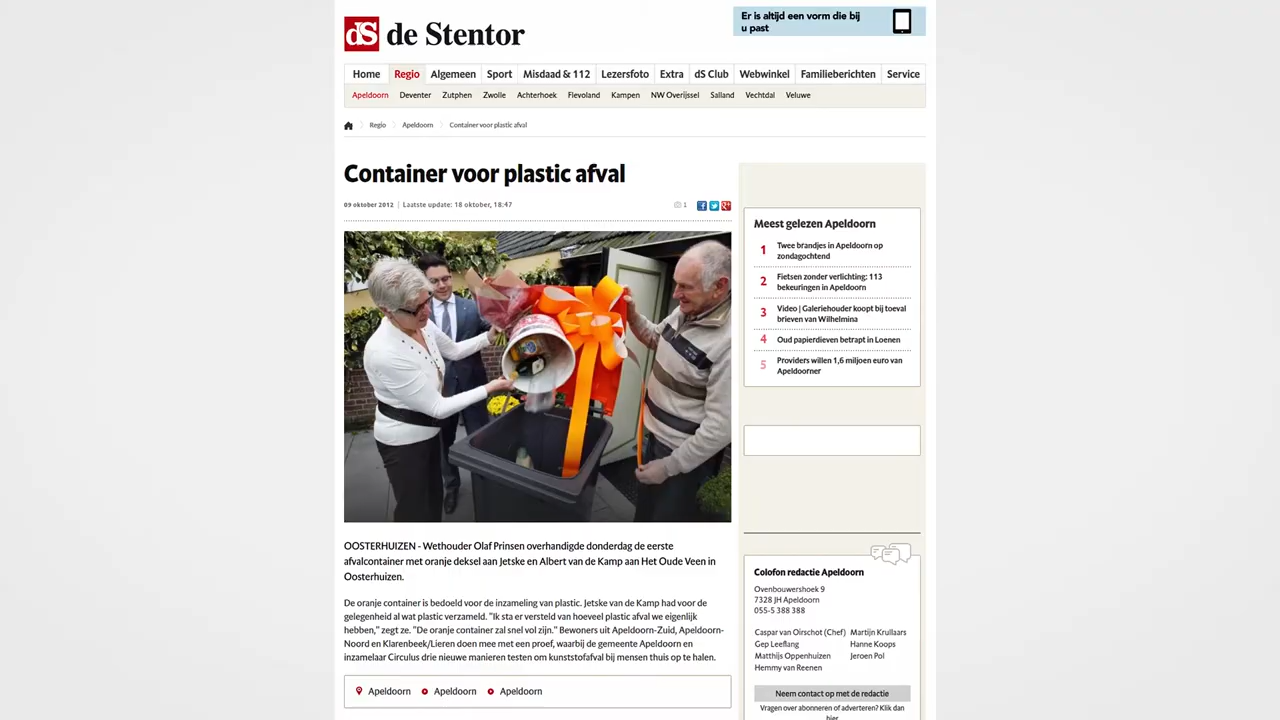 dS de Stentor
Er is altijd een vorm die bij
u past
Home Regio Algemeen Sport Misdaad & 112 Lezersfoto Extra dS Club Webwinkel Familieberichten Service
Apeldoorn Deventer Zutphen Zwolle Achterhoek Flevoland Kampen NW Overijssel Salland Vechtdal Veluwe
Regio Apeldoorn Container voor plastic afval
Container voor plastic afval
09 oktober 2012 | Laatste update: 18 oktober, 18:47
1
OOSTERHUIZEN - Wethouder Olaf Prinsen overhandigde donderdag de eerste
afvalcontainer met oranje deksel aan Jetske en Albert van de Kamp aan Het Oude Veen in
Oosterhuizen.
De oranje container is bedoeld voor de inzameling van plastic. Jetske van de Kamp had voor de
gelegenheid al wat plastic verzameld. "Ik sta er versteld van hoeveel plastic afval we eigenlijk
hebben," zegt ze. "De oranje container zal snel vol zijn." Bewoners uit Apeldoorn-Zuid, Apeldoorn-
Noord en Klarenbeek/Lieren doen mee met een proef, waarbij de gemeente Apeldoorn en
inzamelaar Circulus drie nieuwe manieren testen om kunststofafval bij mensen thuis op te halen.
Apeldoorn Apeldoorn Apeldoorn
Meest gelezen Apeldoorn
1 Twee brandjes in Apeldoorn op
zondagochtend
2 Fietsen zonder verlichting: 113
bekeuringen in Apeldoorn
3 Video | Galeriehouder koopt bij toeval
brieven van Wilhelmina
4 Oud papierdieven betrapt in Loenen
5 Providers willen 1,6 miljoen euro van
Apeldoorner
Colofon redactie Apeldoorn
Ovenbouwershoek 9
7328 JH Apeldoorn
055-5 388 388
Caspar van Oirschot (Chef) Martijn Krullaars
Gep Leeflang Hanne Koops
Matthijs Oppenhuizen Jeroen Pol
Hemmy van Reenen
Neem contact op met de redactie
Vragen over abonneren of adverteren? Klik dan
hier